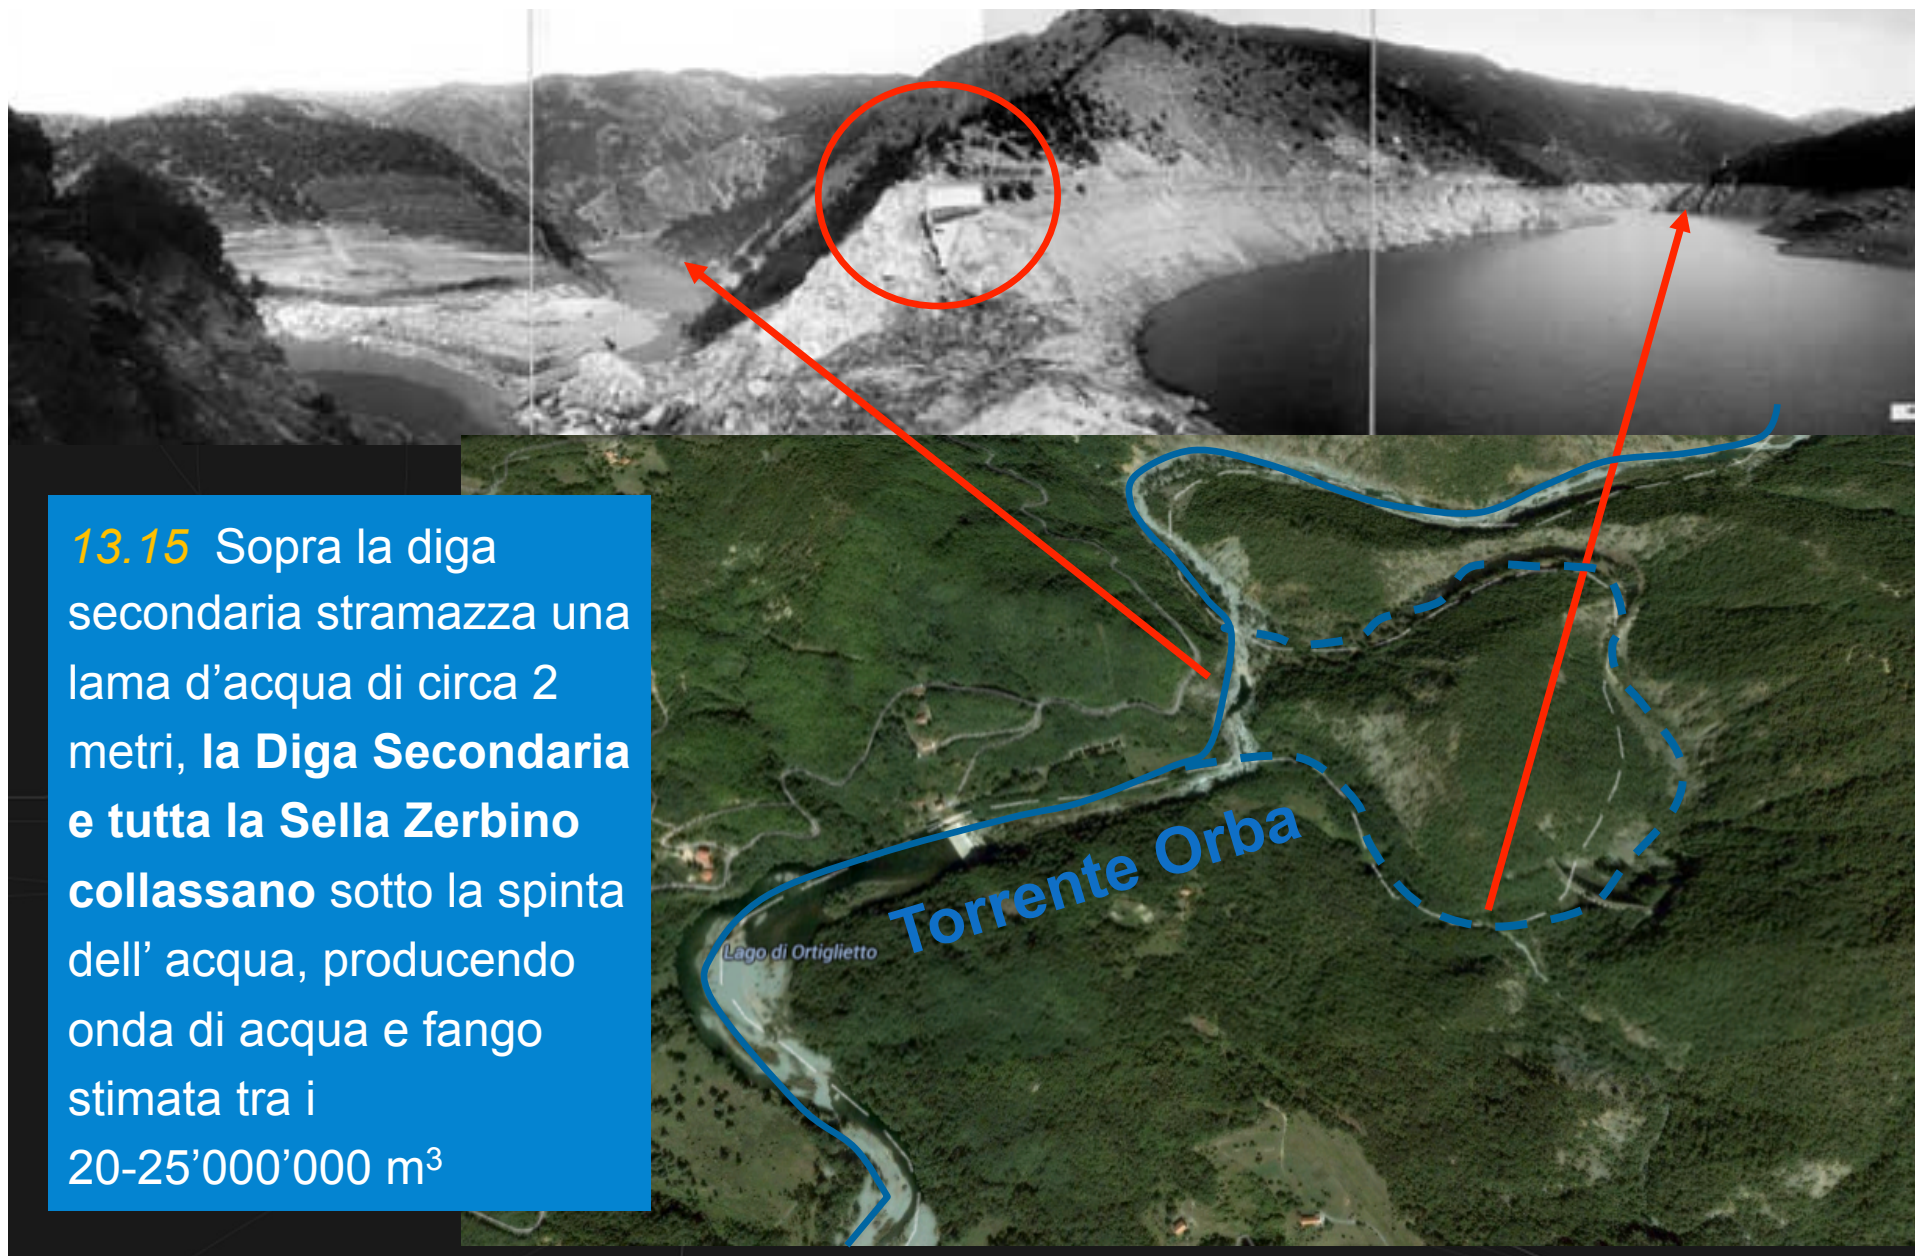 13.15 Sopra la diga
secondaria stramazza una
lama d’acqua di circa 2
metri, la Diga Secondaria
e tutta la Sella Zerbino
collassano sotto la spinta
dell’ acqua, producendo
onda di acqua e fango
stimata tra i
20-25’000’000 m³
Torrente Orba
Lago di Ortiglietto